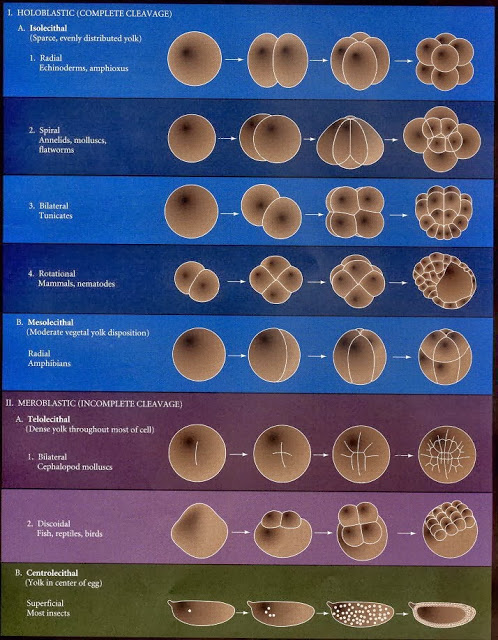 I. HOLOBLASTIC (COMPLETE CLEAVAGE)
A. Isolecithal
(Sparce, evenly distributed yolk)
1. Radial
Echinoderms, amphioxus
2. Spiral
Annelids, molluscs,
flatworms
3. Bilateral
Tunicates
4. Rotational
Mammals, nematodes
B. Mesolecithal
(Moderate vegetal yolk disposition)
Radial
Amphibians
II. MEROBLASTIC (INCOMPLETE CLEAVAGE)
A. Telolecithal
(Dense yolk throughout most of cell)
1. Bilateral
Cephalopod molluscs
2. Discoidal
Fish, reptiles, birds
B. Centrolecithal
(Yolk in center of egg)
Superficial
Most insects